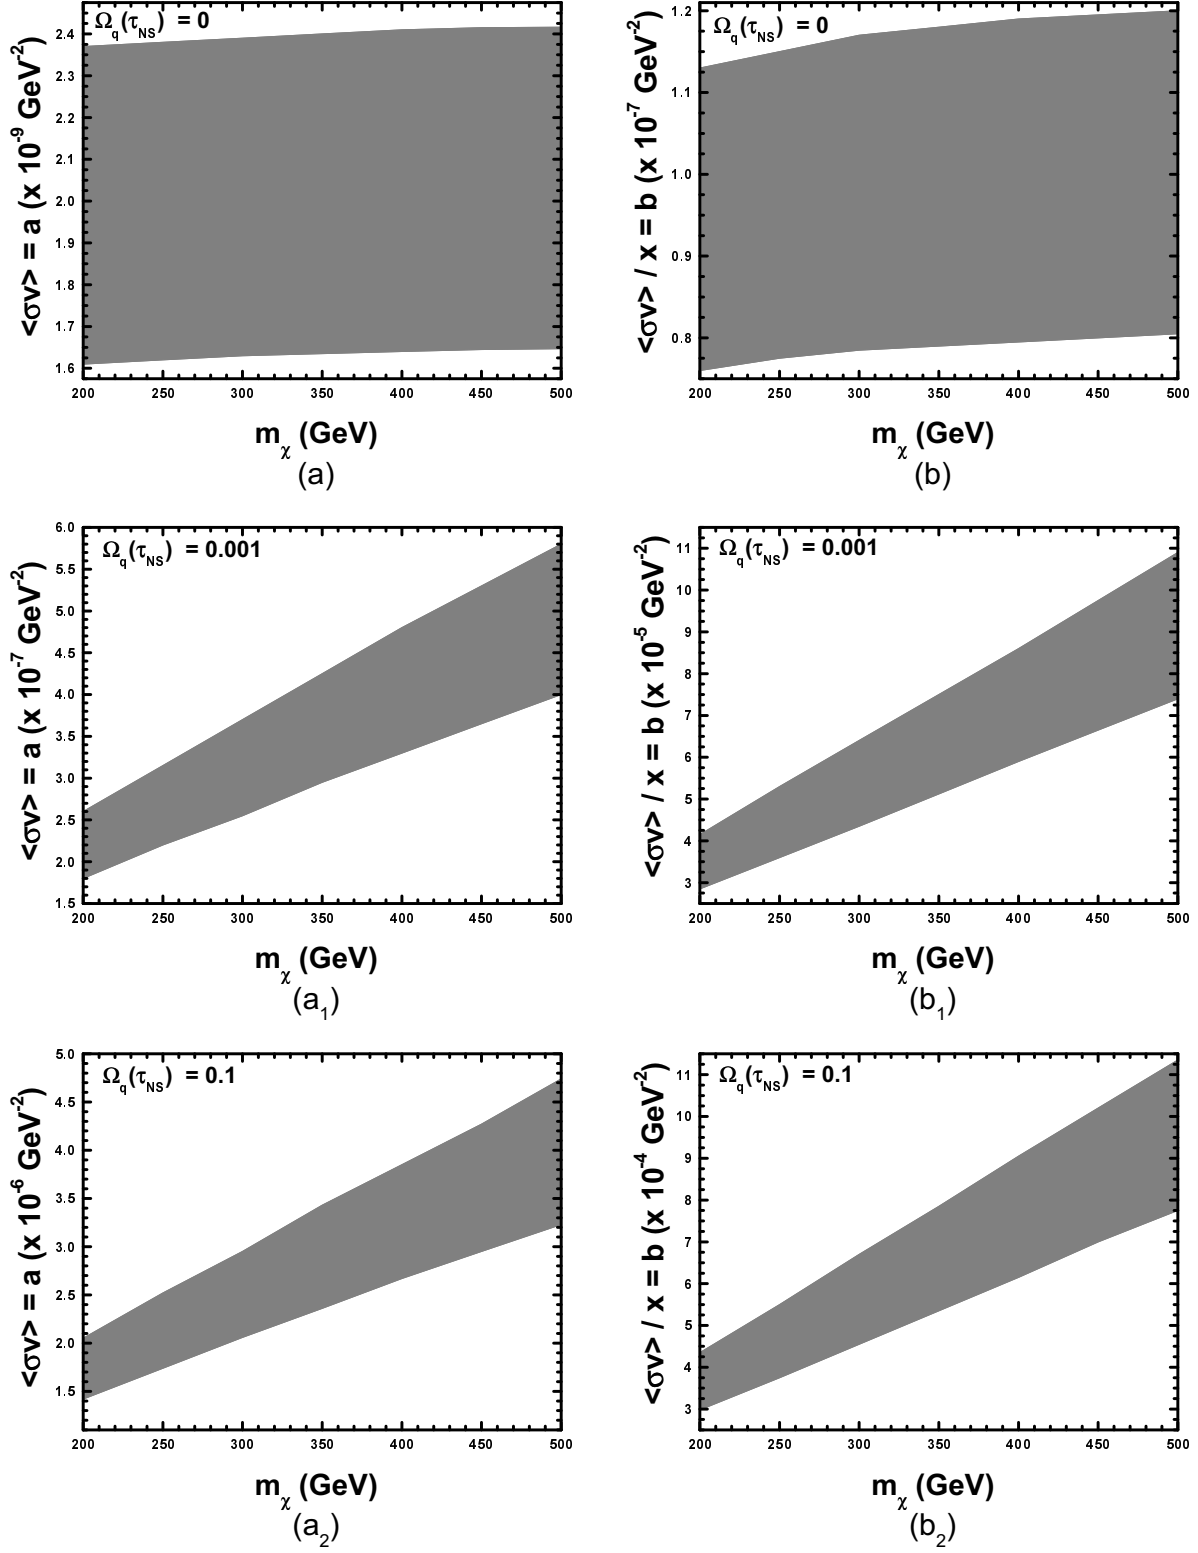 Ω_q(τ_NS) = 0
<σv> = a (x 10^-9 GeV^-2)
2.4
2.3
2.2
2.1
2.0
1.9
1.8
1.7
1.6
200 250 300 350 400 450 500
m_χ (GeV)
(a)
Ω_q(τ_NS) = 0
<σv> / x = b (x 10^-7 GeV^-2)
1.2
1.1
1.0
0.9
0.8
200 250 300 350 400 450 500
m_χ (GeV)
(b)
Ω_q(τ_NS) = 0.001
<σv> = a (x 10^-7 GeV^-2)
6.0
5.5
5.0
4.5
4.0
3.5
3.0
2.5
2.0
1.5
200 250 300 350 400 450 500
m_χ (GeV)
(a_1)
Ω_q(τ_NS) = 0.001
<σv> / x = b (x 10^-5 GeV^-2)
11
10
9
8
7
6
5
4
3
200 250 300 350 400 450 500
m_χ (GeV)
(b_1)
Ω_q(τ_NS) = 0.1
<σv> = a (x 10^-6 GeV^-2)
5.0
4.5
4.0
3.5
3.0
2.5
2.0
1.5
200 250 300 350 400 450 500
m_χ (GeV)
(a_2)
Ω_q(τ_NS) = 0.1
<σv> / x = b (x 10^-4 GeV^-2)
11
10
9
8
7
6
5
4
3
200 250 300 350 400 450 500
m_χ (GeV)
(b_2)